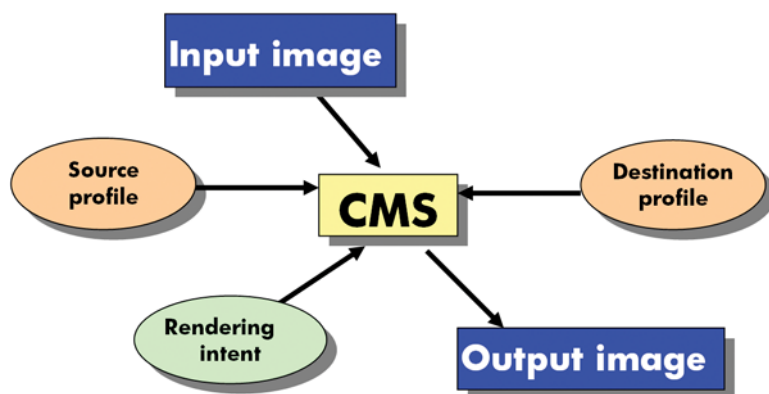 Input image
Source
profile
Destination
profile
CMS
Rendering
intent
Output image